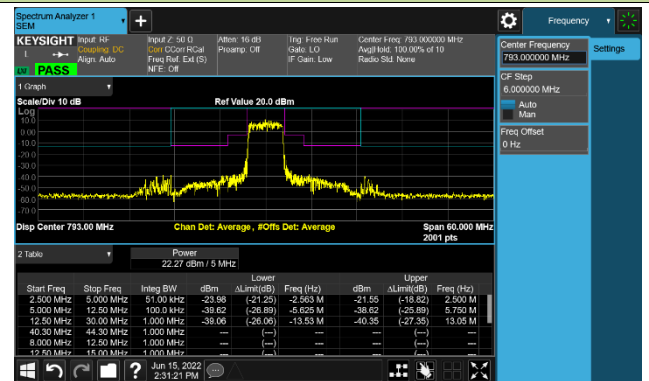 Spectrum Analyzer 1
SEM
Frequency
KEYSIGHT
Input: RF
Coupling: DC
Align: Auto
PASS
Input Z: 50 Ω
Corr CCorr RCal
Freq Ref: Ext (S)
NFE: Off
Atten: 16 dB
Preamp: Off
Trig: Free Run
Gate: LO
IF Gain: Low
Center Freq: 793.000000 MHz
Avg|Hold: 100.00% of 10
Radio Std: None
Center Frequency
793.000000 MHz
Settings
CF Step
6.000000 MHz
Auto
Man
Freq Offset
0 Hz
1 Graph
Scale/Div 10 dB
Ref Value 20.0 dBm
Log
10.0
0.00
-10.0
-20.0
-30.0
-40.0
-50.0
-60.0
-70.0
Disp Center 793.00 MHz
Chan Det: Average , #Offs Det: Average
Span 60.000 MHz
2001 pts
2 Table
Power
22.27 dBm / 5 MHz
Lower Upper
Start Freq Stop Freq Integ BW dBm ΔLimit(dB) Freq (Hz) dBm ΔLimit(dB) Freq (Hz)
2.500 MHz 5.000 MHz 51.00 kHz -23.98 (-21.25) -2.563 M -21.55 (-18.82) 2.500 M
5.000 MHz 12.50 MHz 100.0 kHz -39.62 (-26.89) -5.625 M -38.62 (-25.89) 5.750 M
12.50 MHz 30.00 MHz 1.000 MHz -39.06 (-26.06) -13.53 M -40.35 (-27.35) 13.05 M
40.30 MHz 44.30 MHz 1.000 MHz --- (---) --- (---)
8.000 MHz 12.50 MHz 1.000 MHz --- (---) --- (---)
12.50 MHz 15.00 MHz 1.000 MHz --- (---) --- (---)
Jun 15, 2022
2:31:21 PM